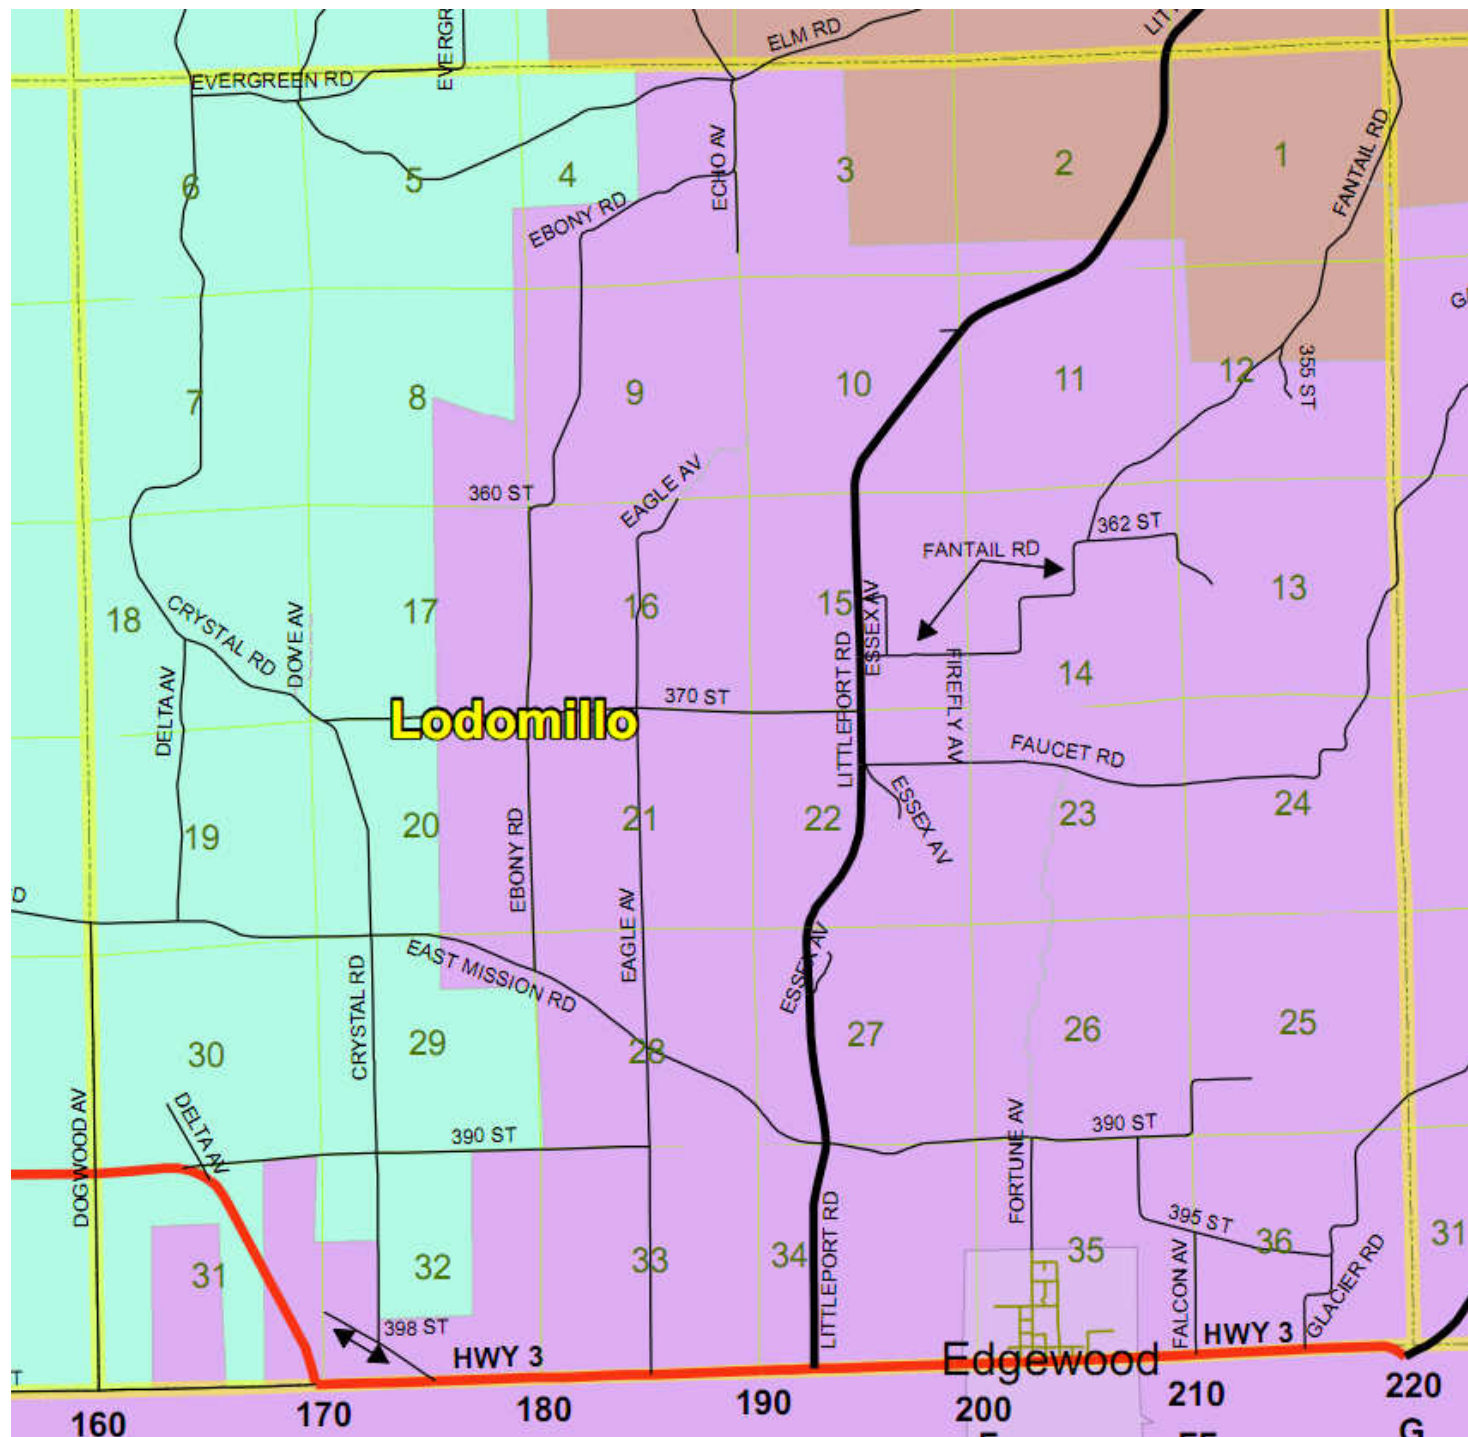 ELM RD
EVERGREEN RD
ECHO AV
FANTAIL RD
6
5
4
3
2
1
EBONY RD
7
8
9
10
11
12
355 ST
360 ST
EAGLE AV
362 ST
FANTAIL RD
18
17
16
15
13
CRYSTAL RD
DOVE AV
ESSEX AV
14
DELTA AV
370 ST
LITTLEPORT RD
FIREFLY AV
Lodomillo
FAUCET RD
19
20
21
22
ESSEX AV
23
24
EBONY RD
EAGLE AV
D
EAST MISSION RD
CRYSTAL RD
ESSEX AV
30
29
28
27
26
25
DOGWOOD AV
DELTA AV
390 ST
FORTUNE AV
390 ST
LITTLEPORT RD
395 ST
31
32
33
34
35
FALCON AV
36
GLACIER RD
31
398 ST
HWY 3
HWY 3
Edgewood
T
160
170
180
190
200
210
220
G